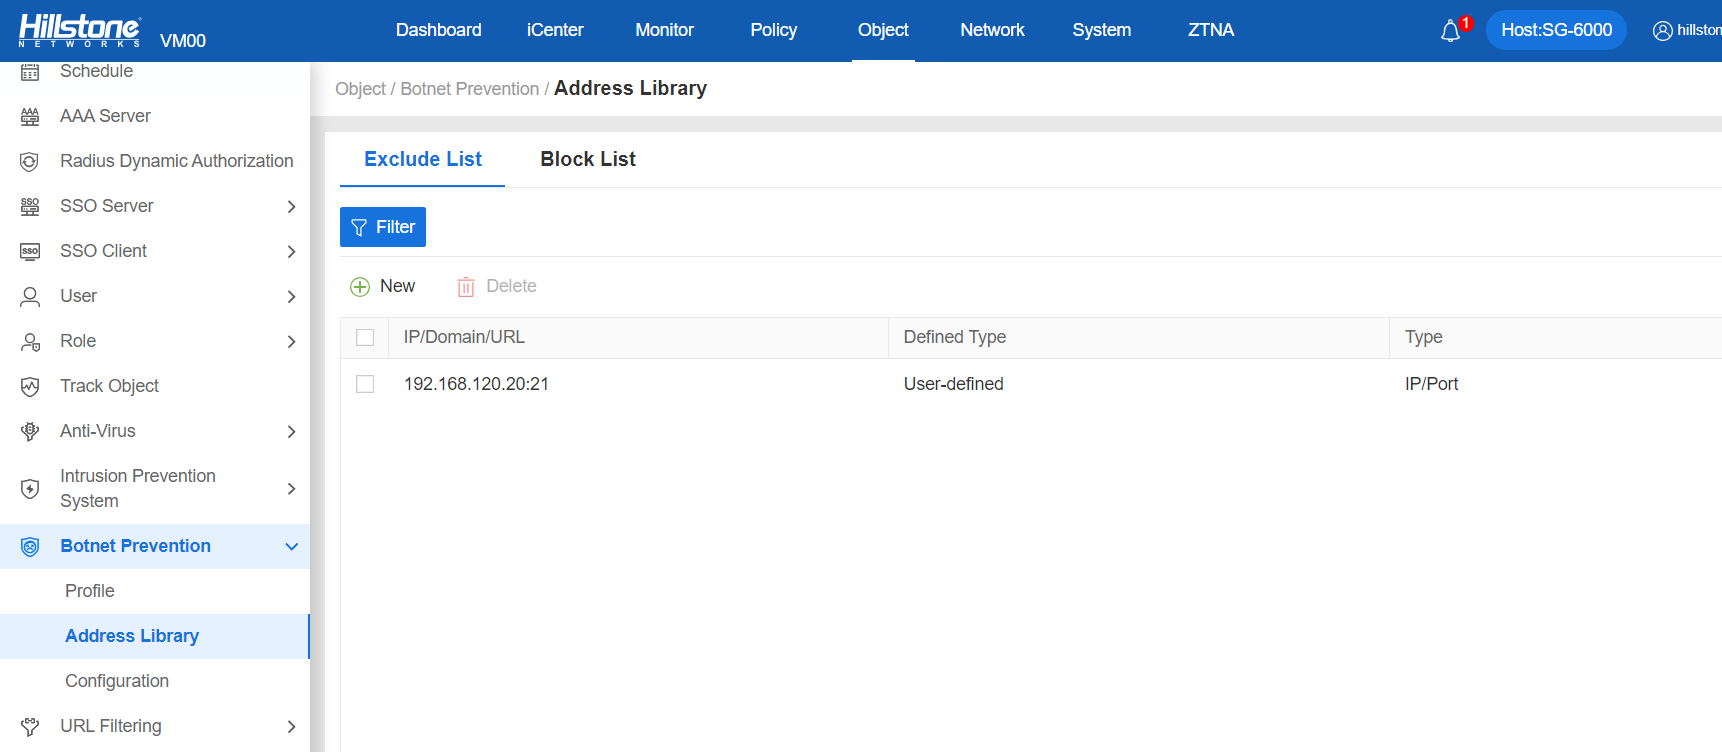 Hillstone
NETWORKS
VM00
Dashboard
iCenter
Monitor
Policy
Object
Network
System
ZTNA
1
Host:SG-6000
hillston
Schedule
AAA Server
Radius Dynamic Authorization
SSO Server
SSO Client
User
Role
Track Object
Anti-Virus
Intrusion Prevention
System
Botnet Prevention
Profile
Address Library
Configuration
URL Filtering
Object / Botnet Prevention / Address Library
Exclude List
Block List
Filter
New
Delete
IP/Domain/URL
Defined Type
Type
192.168.120.20:21
User-defined
IP/Port